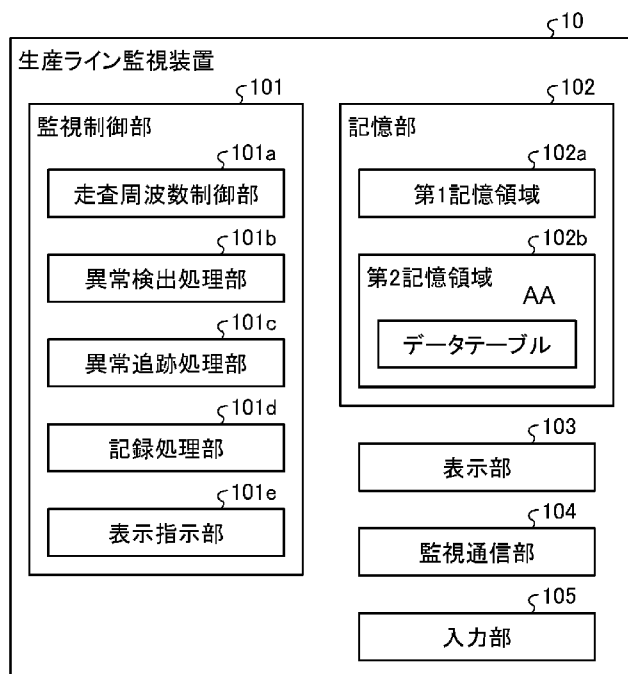 10
生産ライン監視装置
101
監視制御部
101a
走査周波数制御部
101b
異常検出処理部
101c
異常追跡処理部
101d
記録処理部
101e
表示指示部
102
記憶部
102a
第1記憶領域
102b
第2記憶領域
AA
データテーブル
103
表示部
104
監視通信部
105
入力部